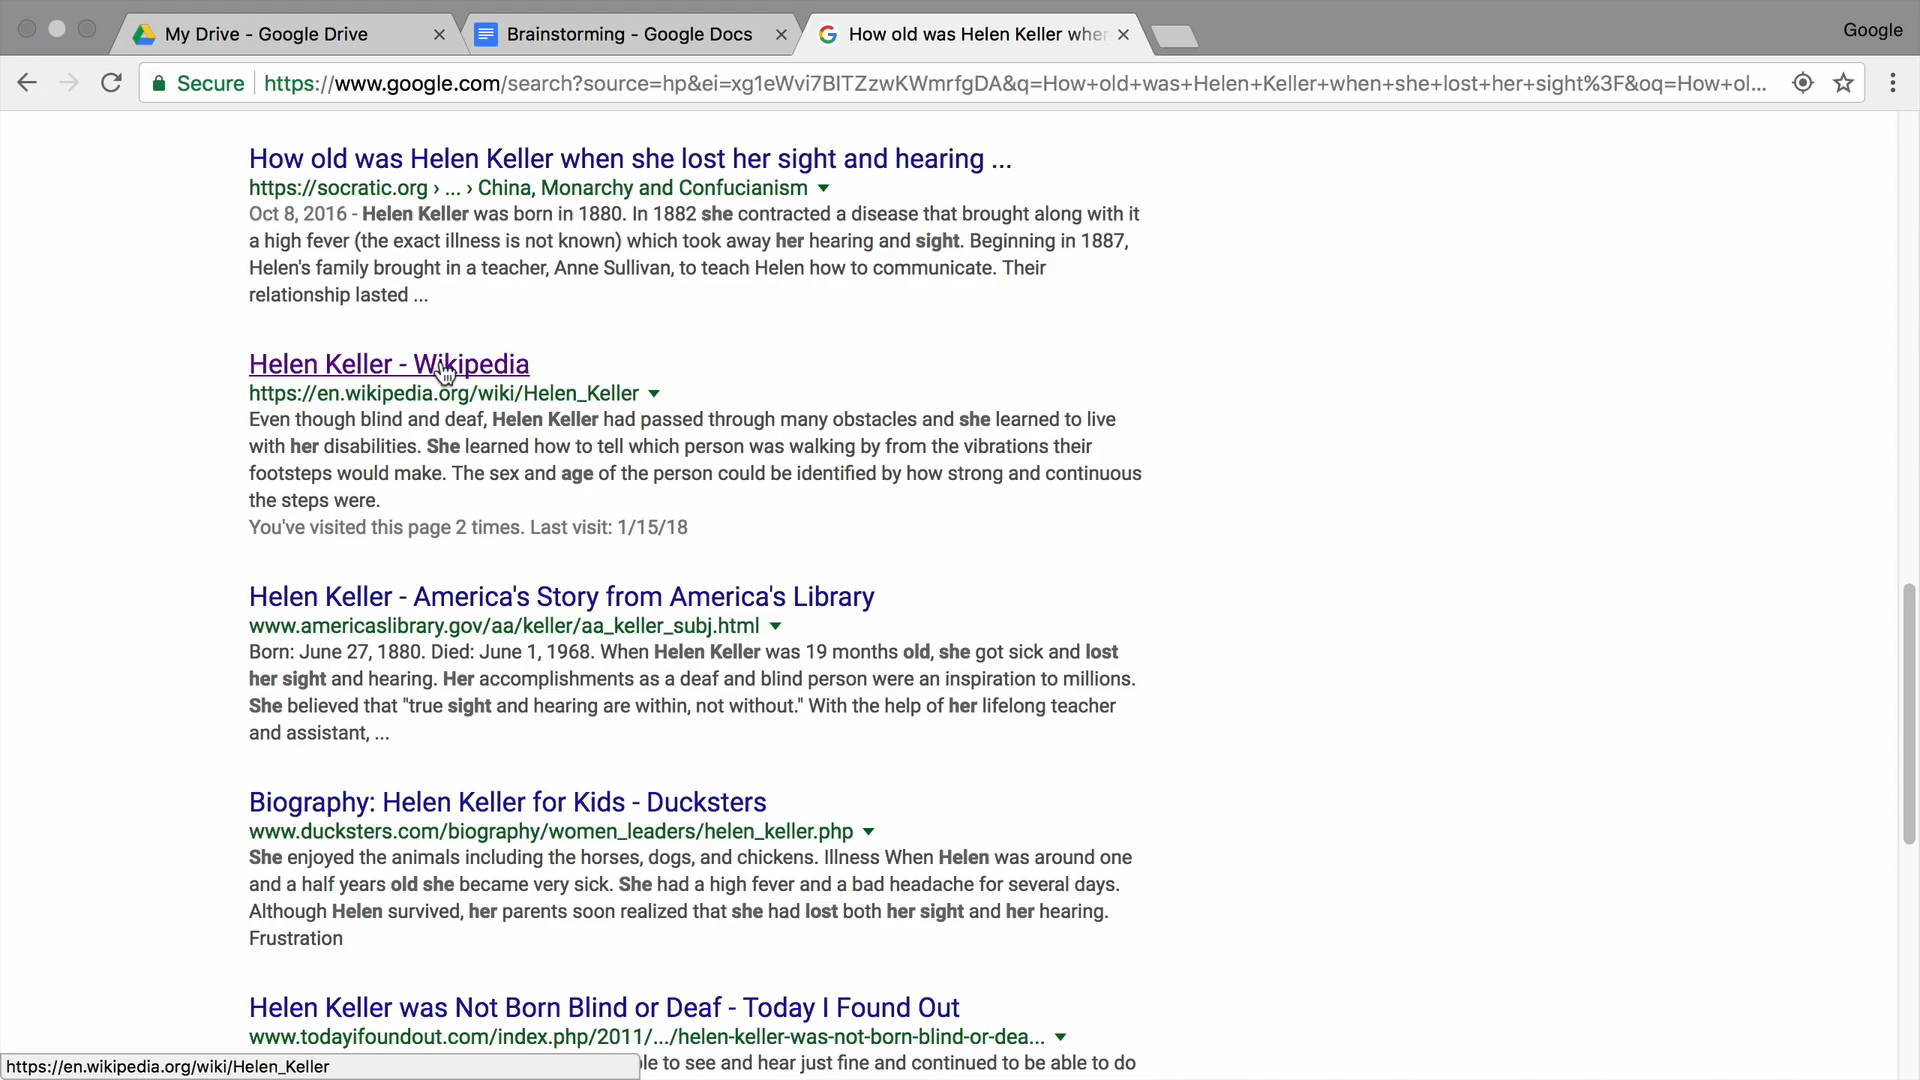 My Drive - Google Drive
Brainstorming - Google Docs
How old was Helen Keller when
Google
Secure
https://www.google.com/search?source=hp&ei=xg1eWvi7BITZzwKWmrfgDA&q=How+old+was+Helen+Keller+when+she+lost+her+sight%3F&oq=How+ol...
How old was Helen Keller when she lost her sight and hearing ...
https://socratic.org › ... › China, Monarchy and Confucianism
Oct 8, 2016 - Helen Keller was born in 1880. In 1882 she contracted a disease that brought along with it
a high fever (the exact illness is not known) which took away her hearing and sight. Beginning in 1887,
Helen's family brought in a teacher, Anne Sullivan, to teach Helen how to communicate. Their
relationship lasted ...
Helen Keller - Wikipedia
https://en.wikipedia.org/wiki/Helen_Keller
Even though blind and deaf, Helen Keller had passed through many obstacles and she learned to live
with her disabilities. She learned how to tell which person was walking by from the vibrations their
footsteps would make. The sex and age of the person could be identified by how strong and continuous
the steps were.
You've visited this page 2 times. Last visit: 1/15/18
Helen Keller - America's Story from America's Library
www.americaslibrary.gov/aa/keller/aa_keller_subj.html
Born: June 27, 1880. Died: June 1, 1968. When Helen Keller was 19 months old, she got sick and lost
her sight and hearing. Her accomplishments as a deaf and blind person were an inspiration to millions.
She believed that "true sight and hearing are within, not without." With the help of her lifelong teacher
and assistant, ...
Biography: Helen Keller for Kids - Ducksters
www.ducksters.com/biography/women_leaders/helen_keller.php
She enjoyed the animals including the horses, dogs, and chickens. Illness When Helen was around one
and a half years old she became very sick. She had a high fever and a bad headache for several days.
Although Helen survived, her parents soon realized that she had lost both her sight and her hearing.
Frustration
Helen Keller was Not Born Blind or Deaf - Today I Found Out
www.todayifoundout.com/index.php/2011/.../helen-keller-was-not-born-blind-or-dea...
https://en.wikipedia.org/wiki/Helen_Keller
to see and hear just fine and continued to be able to do